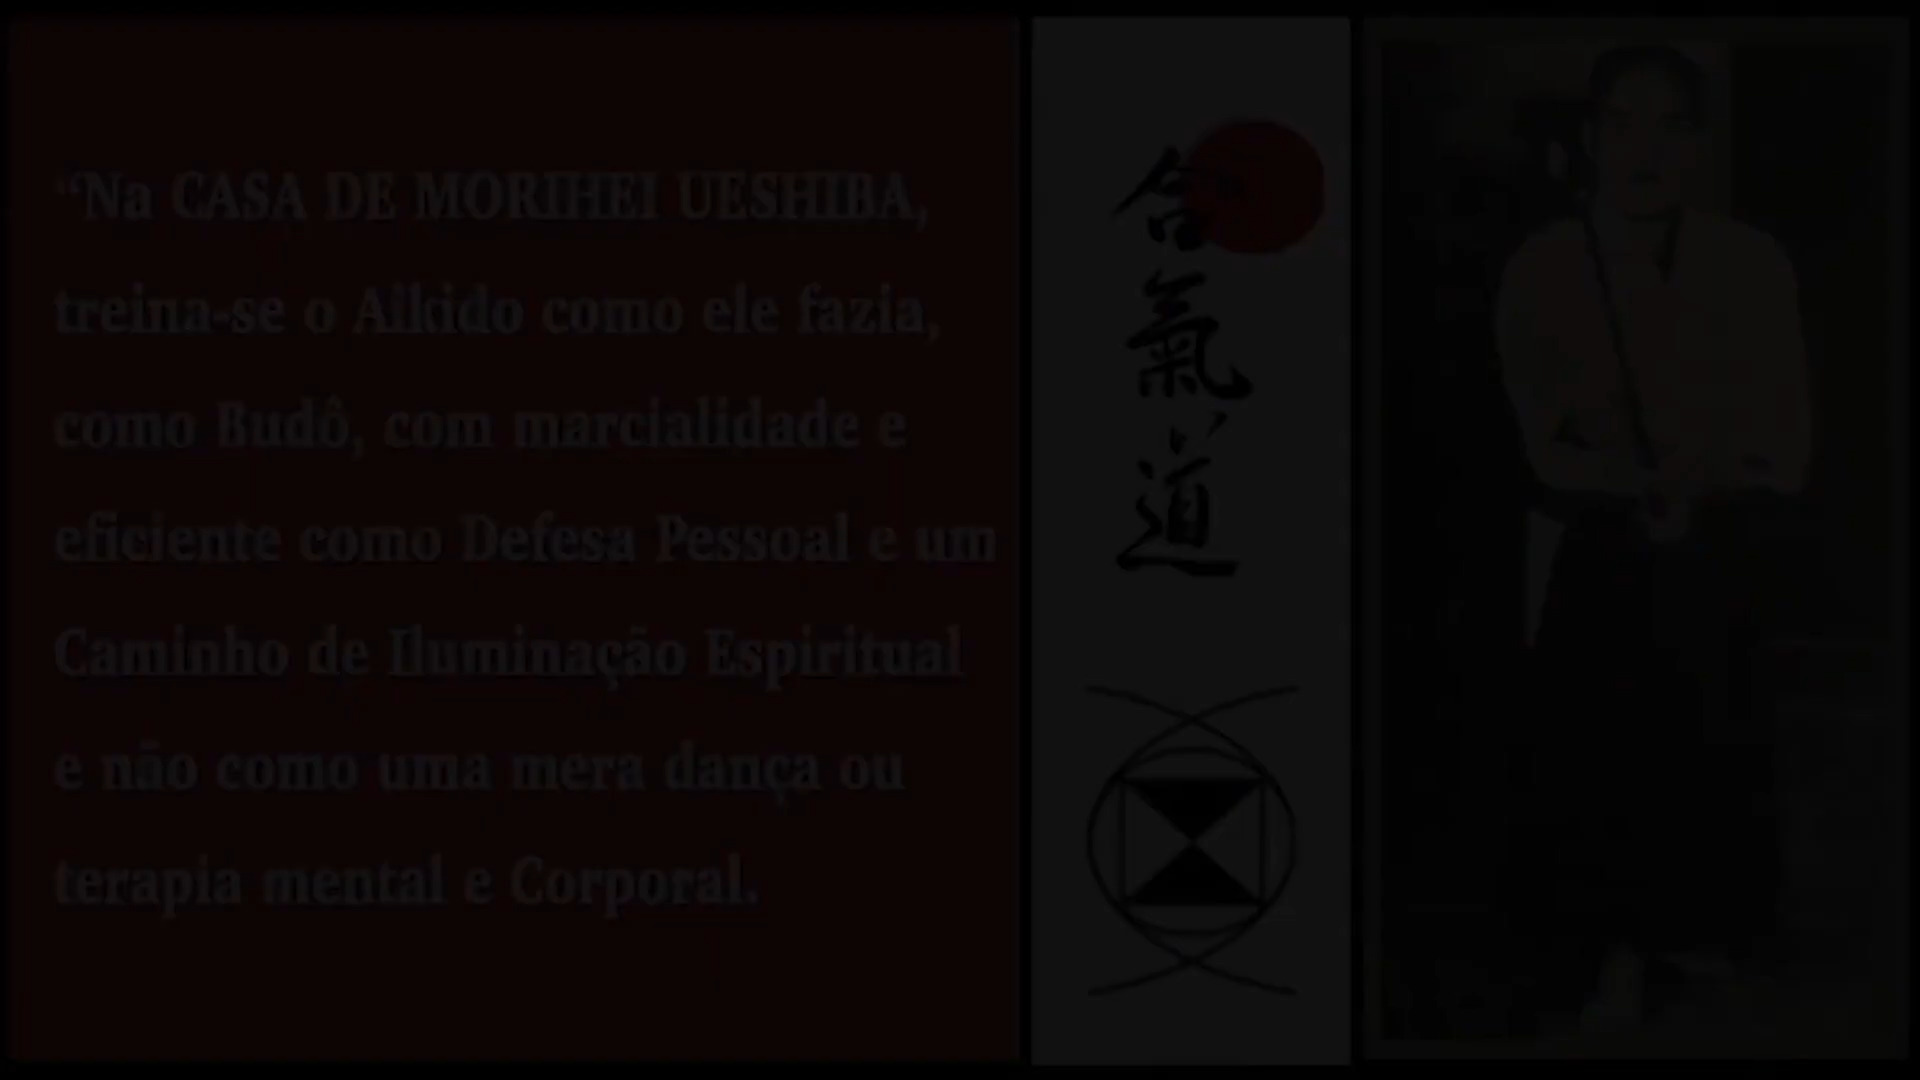 “Na CASA DE MORIHEI UESHIBA,
treina-se o Aikido como ele fazia,
como Budô, com marcialidade e
eficiente como Defesa Pessoal e um
Caminho de Iluminação Espiritual
e não como uma mera dança ou
terapia mental e Corporal.
合
氣
道